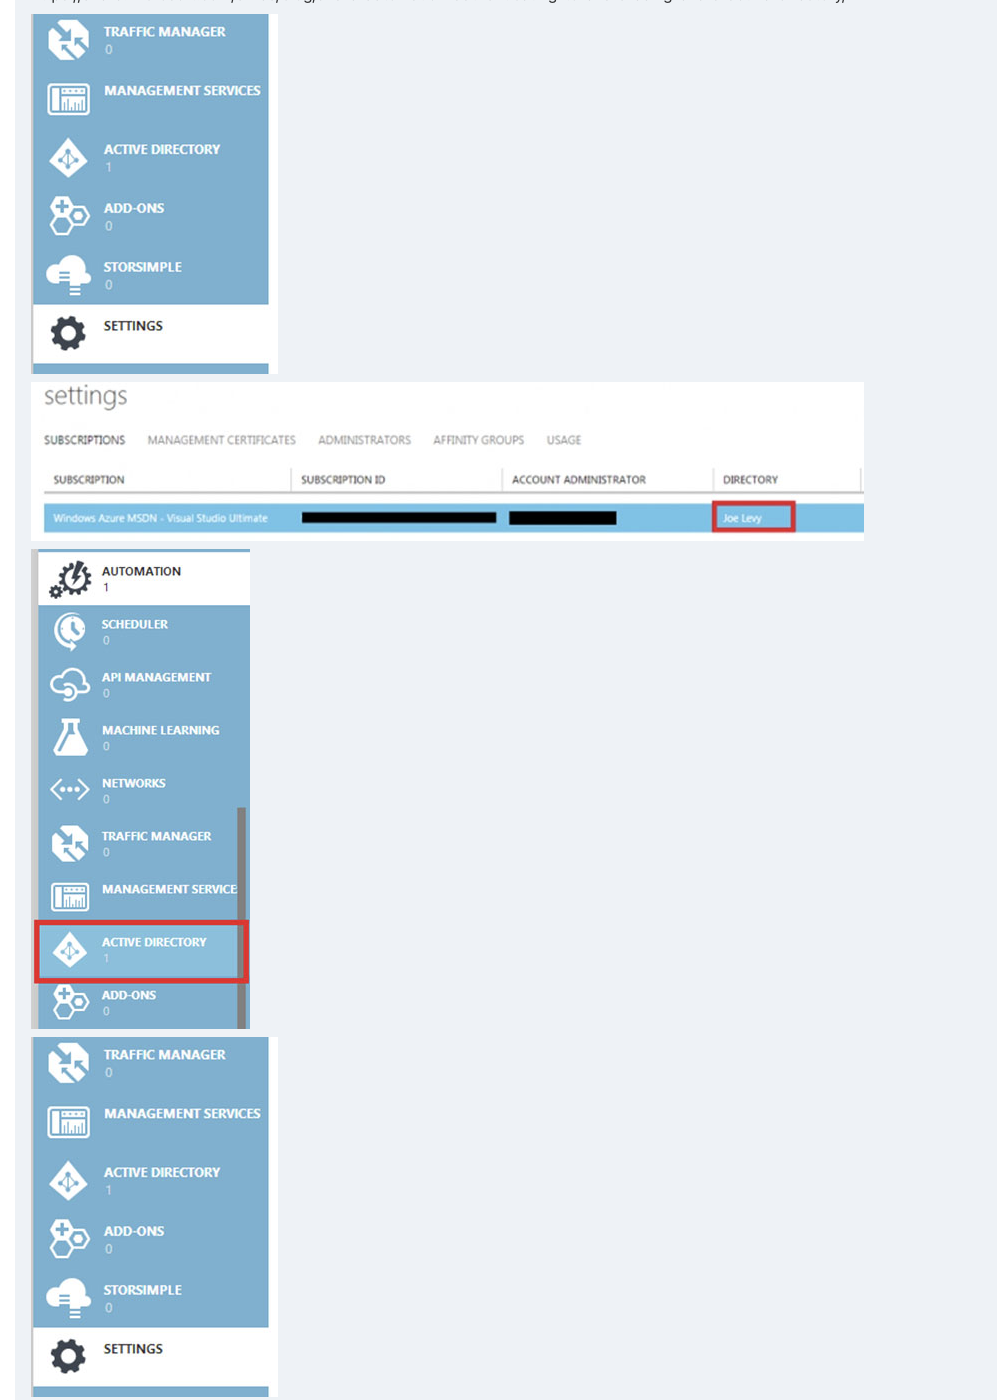 TRAFFIC MANAGER
0
MANAGEMENT SERVICES
ACTIVE DIRECTORY
1
ADD-ONS
0
STORSIMPLE
0
SETTINGS
settings
SUBSCRIPTIONS MANAGEMENT CERTIFICATES ADMINISTRATORS AFFINITY GROUPS USAGE
SUBSCRIPTION SUBSCRIPTION ID ACCOUNT ADMINISTRATOR DIRECTORY
Windows Azure MSDN - Visual Studio Ultimate Joe Levy
AUTOMATION
1
SCHEDULER
0
API MANAGEMENT
0
MACHINE LEARNING
0
NETWORKS
0
TRAFFIC MANAGER
0
MANAGEMENT SERVICE
ACTIVE DIRECTORY
1
ADD-ONS
0
TRAFFIC MANAGER
0
MANAGEMENT SERVICES
ACTIVE DIRECTORY
1
ADD-ONS
0
STORSIMPLE
0
SETTINGS